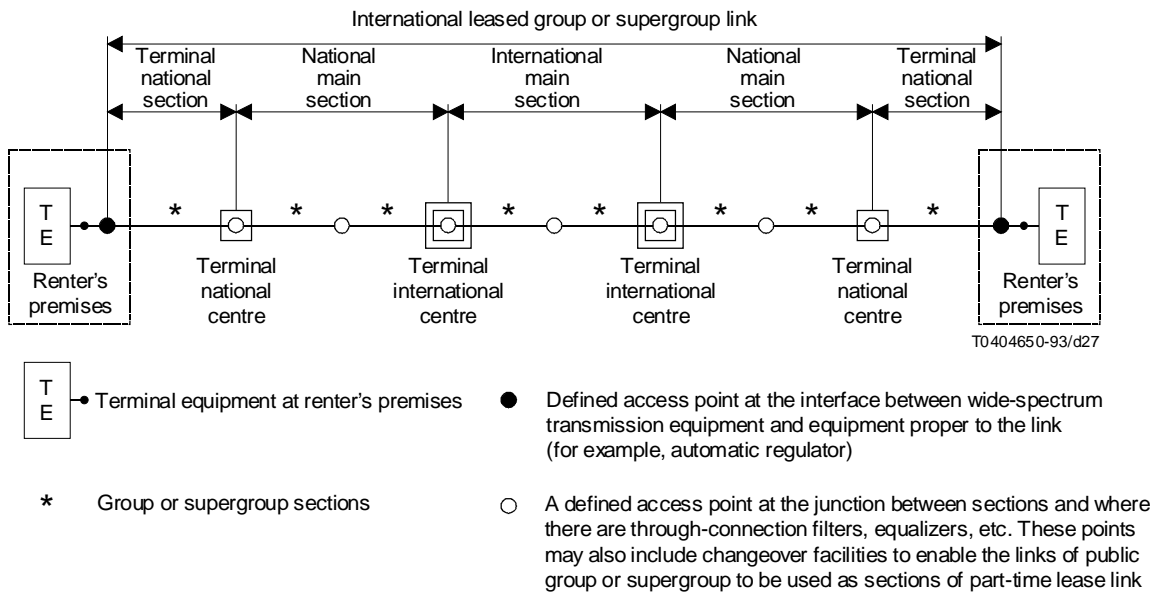 International leased group or supergroup link
Terminal national section
National main section
International main section
National main section
Terminal national section
T E
Renter's premises
* * * * * * * *
Terminal national centre
Terminal international centre
Terminal international centre
Terminal national centre
T E
Renter's premises
T0404650-93/d27
T E
Terminal equipment at renter's premises
Defined access point at the interface between wide-spectrum
transmission equipment and equipment proper to the link
(for example, automatic regulator)
* Group or supergroup sections
A defined access point at the junction between sections and where
there are through-connection filters, equalizers, etc. These points
may also include changeover facilities to enable the links of public
group or supergroup to be used as sections of part-time lease link